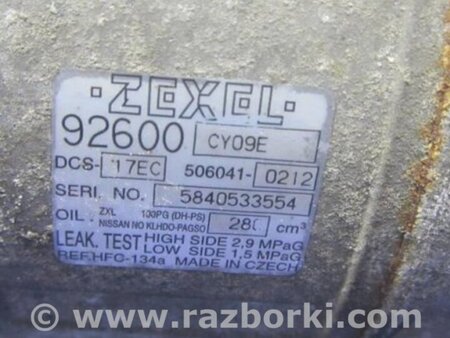 ·ZEXEL·
92600 CY09E
DCS- 17EC 506041- 0212
SERI. NO. 5840533554
OIL: ZXL 100PG (DH-PS) NISSAN NO KLHDO-PAGSO 280 cm³
LEAK. TEST HIGH SIDE 2,9 MPaG
LOW SIDE 1,5 MPaG
REF.HFC-134a MADE IN CZECH
www.razborki.com